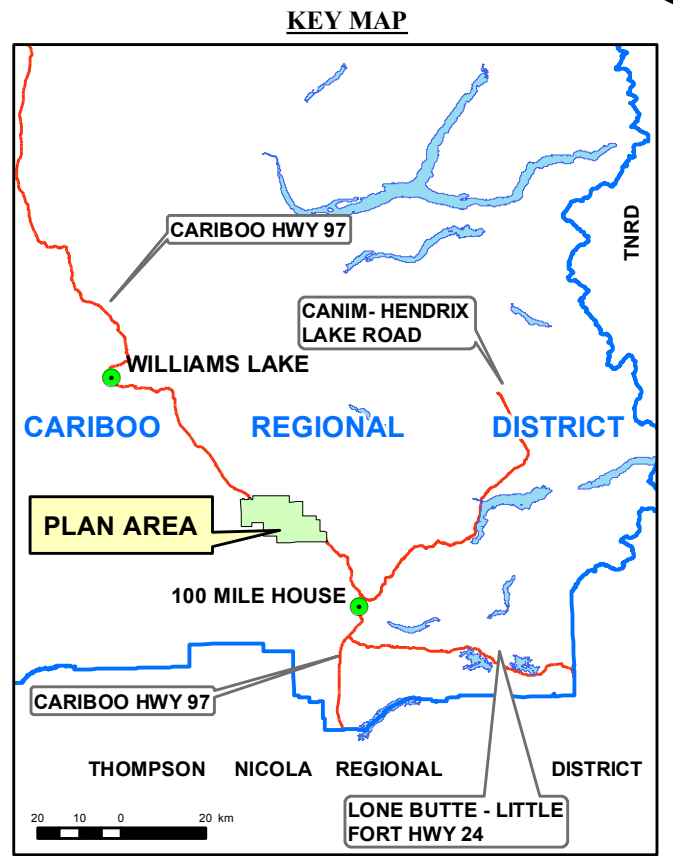 KEY MAP
CARIBOO HWY 97
TNRD
CANIM- HENDRIX
LAKE ROAD
WILLIAMS LAKE
CARIBOO REGIONAL DISTRICT
PLAN AREA
100 MILE HOUSE
CARIBOO HWY 97
THOMPSON NICOLA REGIONAL DISTRICT
LONE BUTTE - LITTLE
FORT HWY 24
20 10 0 20 km